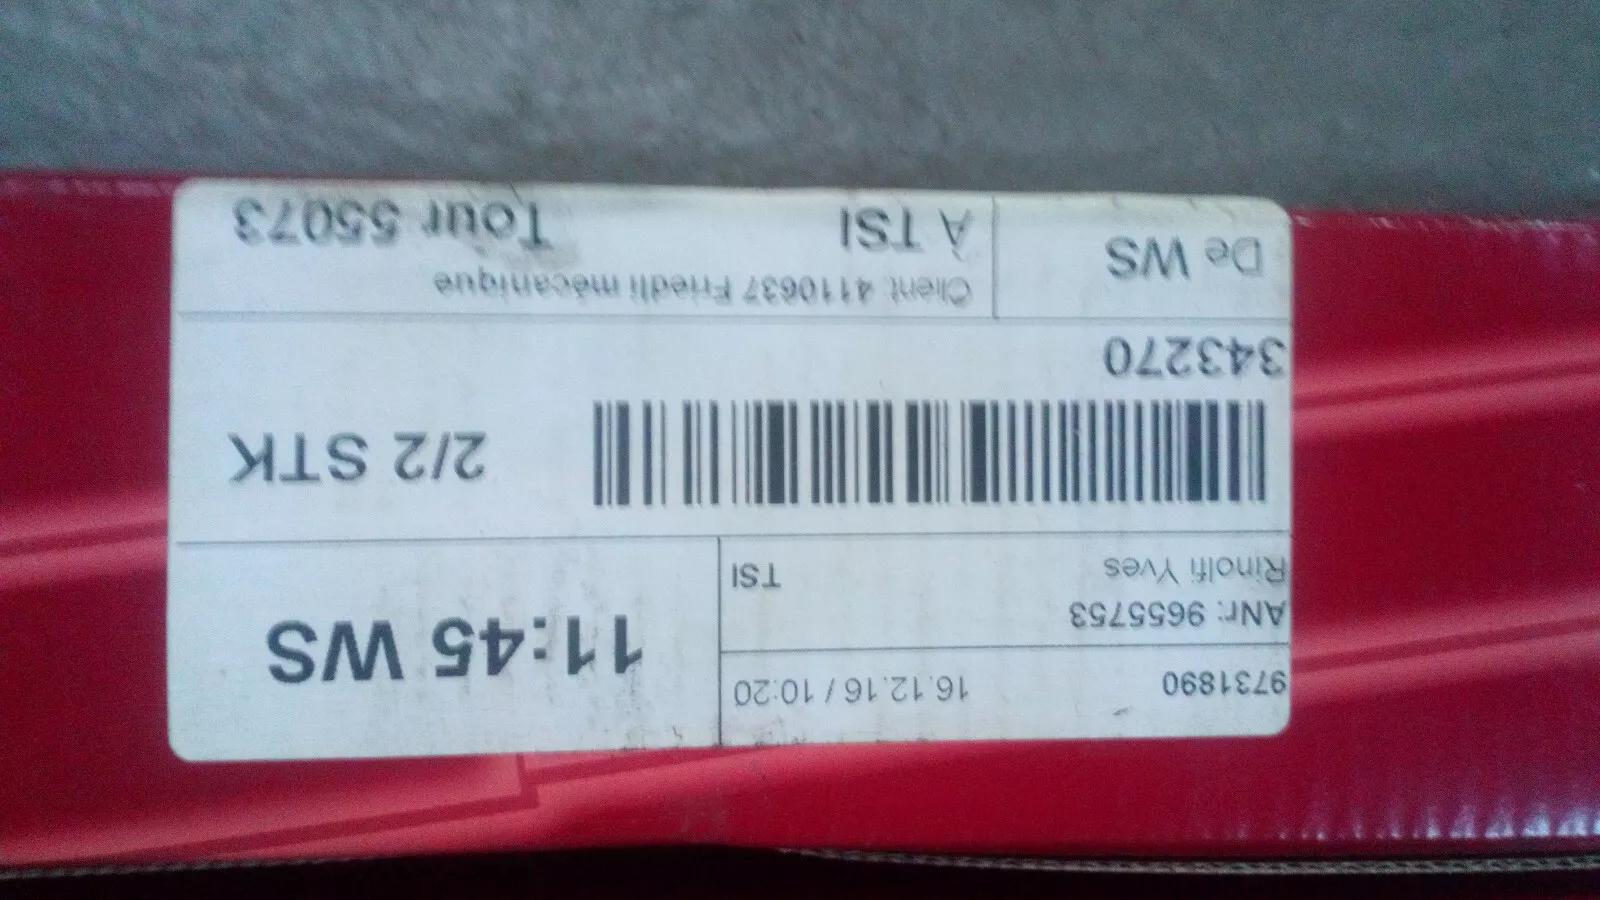 9731890 16.12.16 / 10:20
11:45 WS
ANr: 9655753
Rinolfi Yves TSI
2/2 STK
343270
Client: 4110637 Friedli mécanique
De WS À TSI Tour 55073